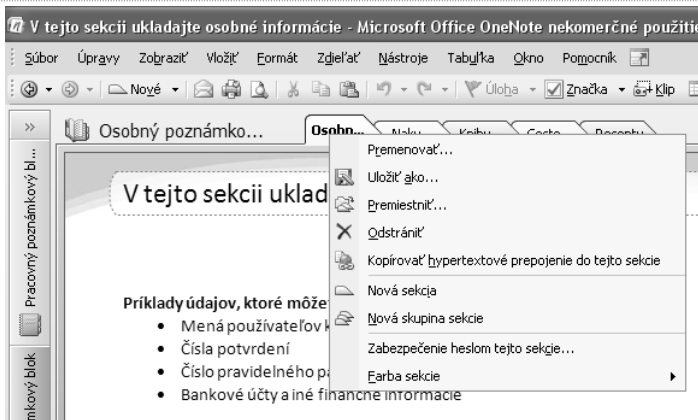 V tejto sekcii ukladajte osobné informácie - Microsoft Office OneNote nekomerčné použitie
Súbor Úpravy Zobraziť Vložiť Formát Zdieľať Nástroje Tabuľka Okno Pomocník
Nové Úloha Značka Klip
Osobný poznámko... Osobn...
Pracovný poznámkový bl...
V tejto sekcii uklad
Príklady údajov, ktoré môže
• Mená používateľov k
• Čísla potvrdení
• Číslo pravidelného pa
• Bankové účty a iné finančné informácie
Premenovať...
Uložiť ako...
Premiestniť...
Odstrániť
Kopírovať hypertextové prepojenie do tejto sekcie
Nová sekcia
Nová skupina sekcie
Zabezpečenie heslom tejto sekcie...
Farba sekcie